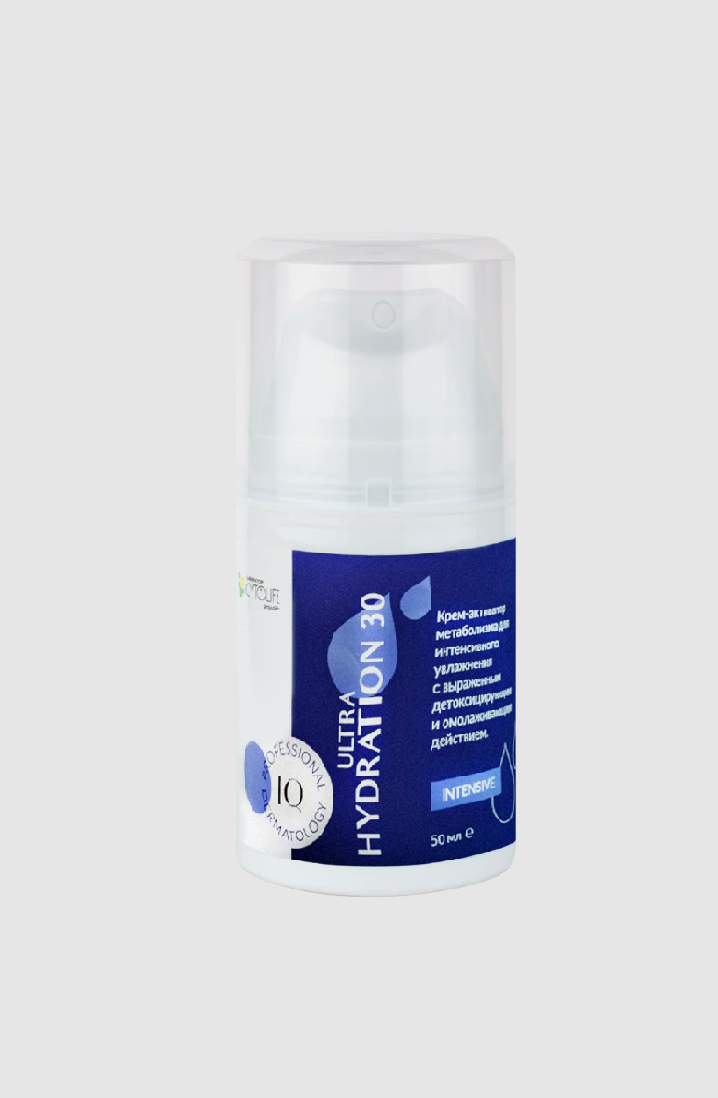 CYTOLIFE
ULTRA
HYDRATION 30
Крем-активатор
метаболизма для
интенсивного
увлажнения
с выраженным
детоксицирующим
и омолаживающим
действием.
INTENSIVE
50 мл ℮
PROFESSIONAL
IQ
DERMATOLOGY